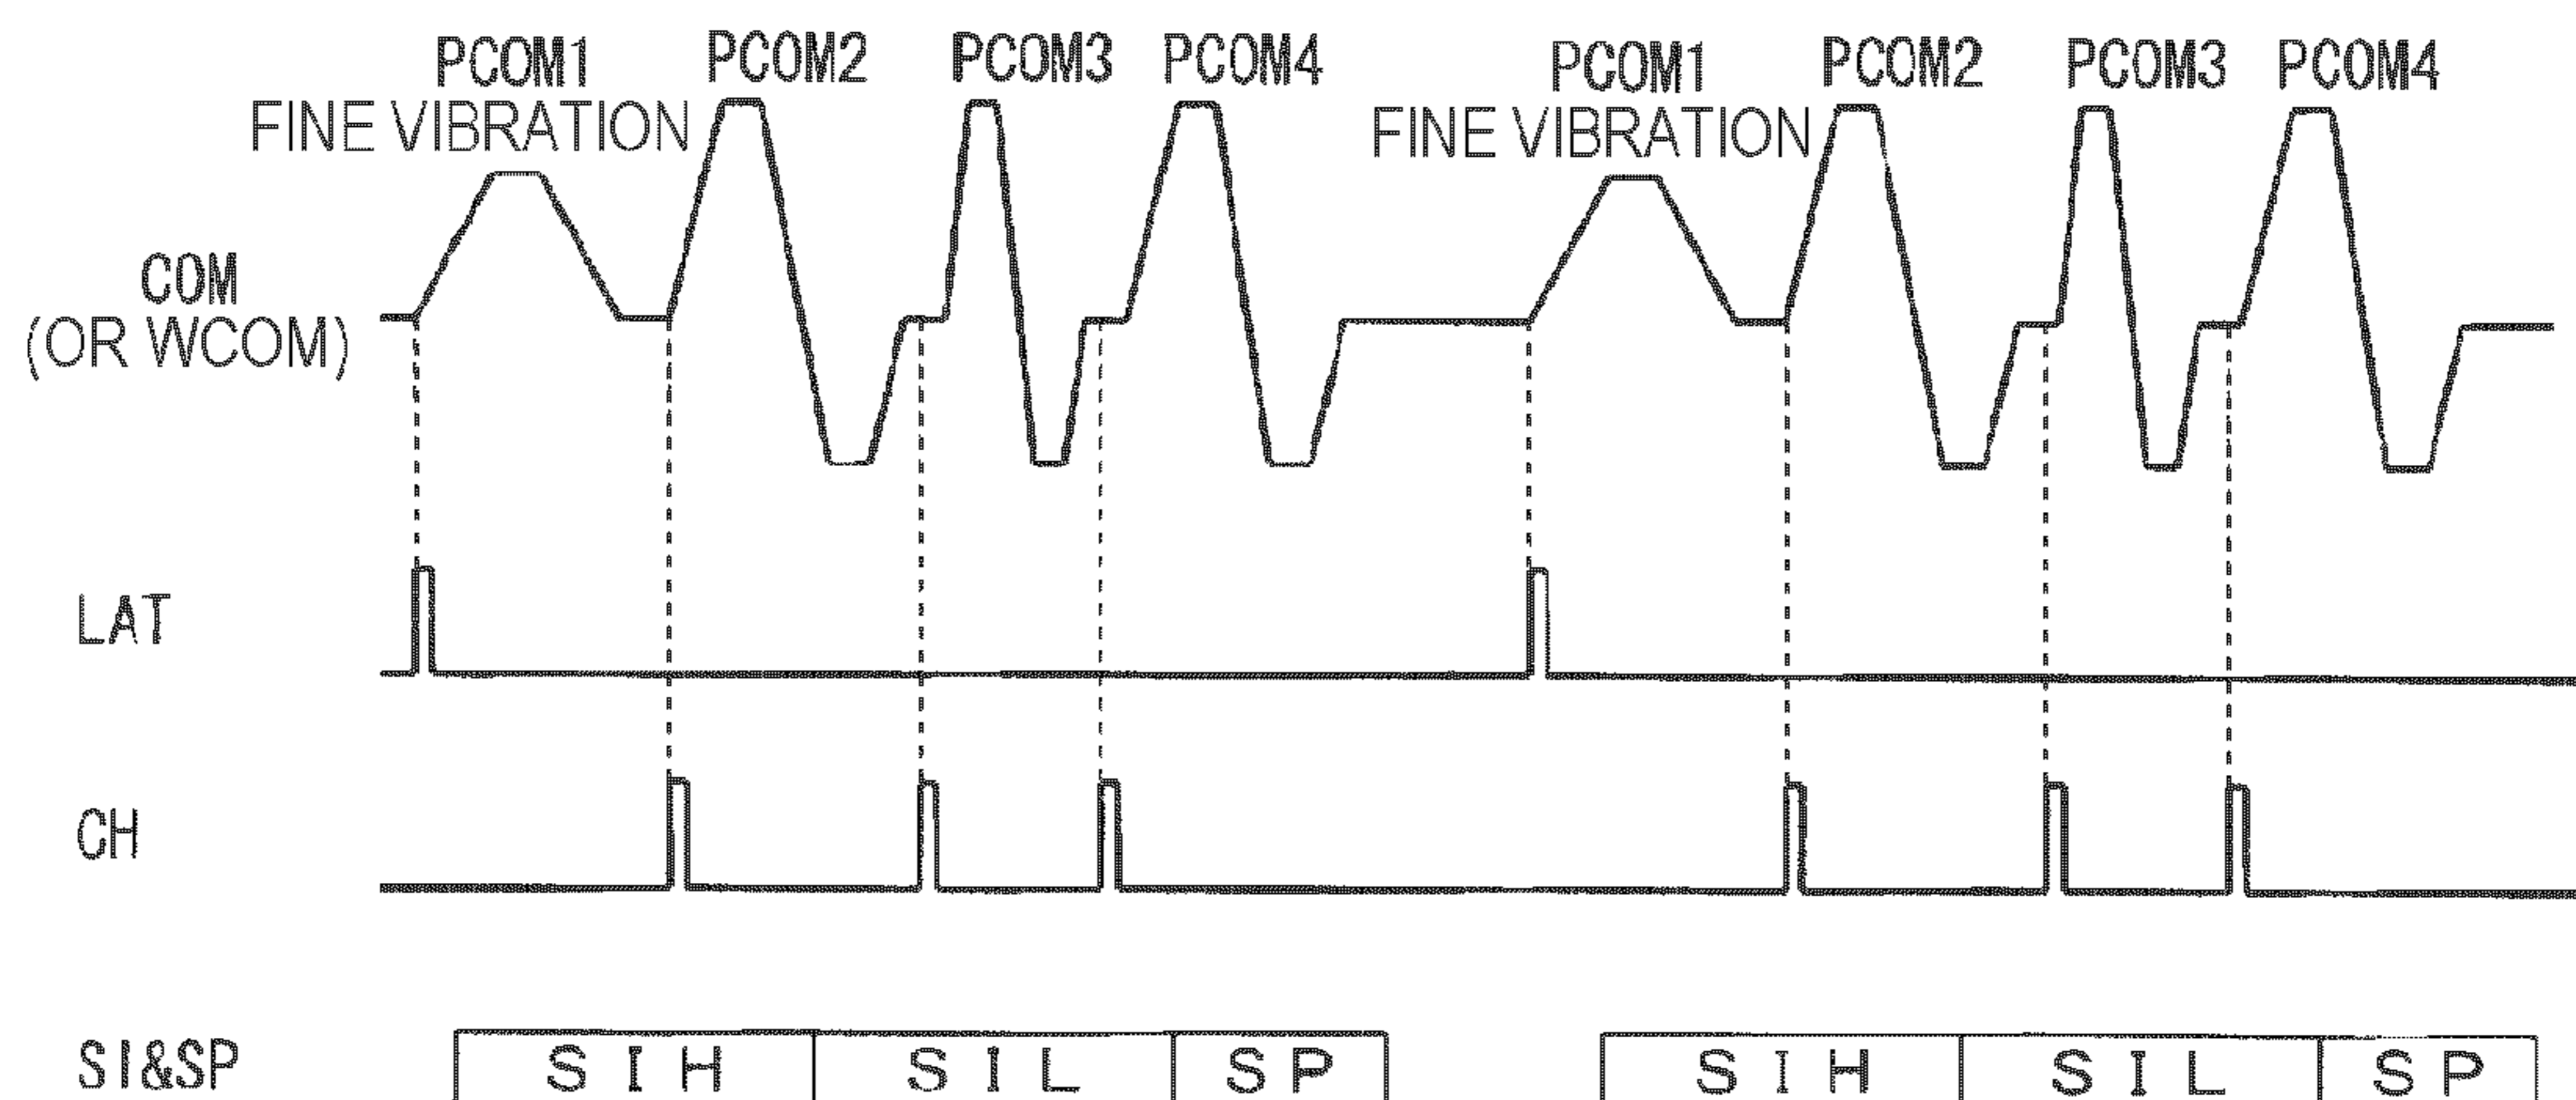 PCOM1 PCOM2 PCOM3 PCOM4 PCOM1 PCOM2 PCOM3 PCOM4
FINE VIBRATION FINE VIBRATION
COM
(OR WCOM)
LAT
CH
SI&SP SIH SIL SP SIH SIL SP